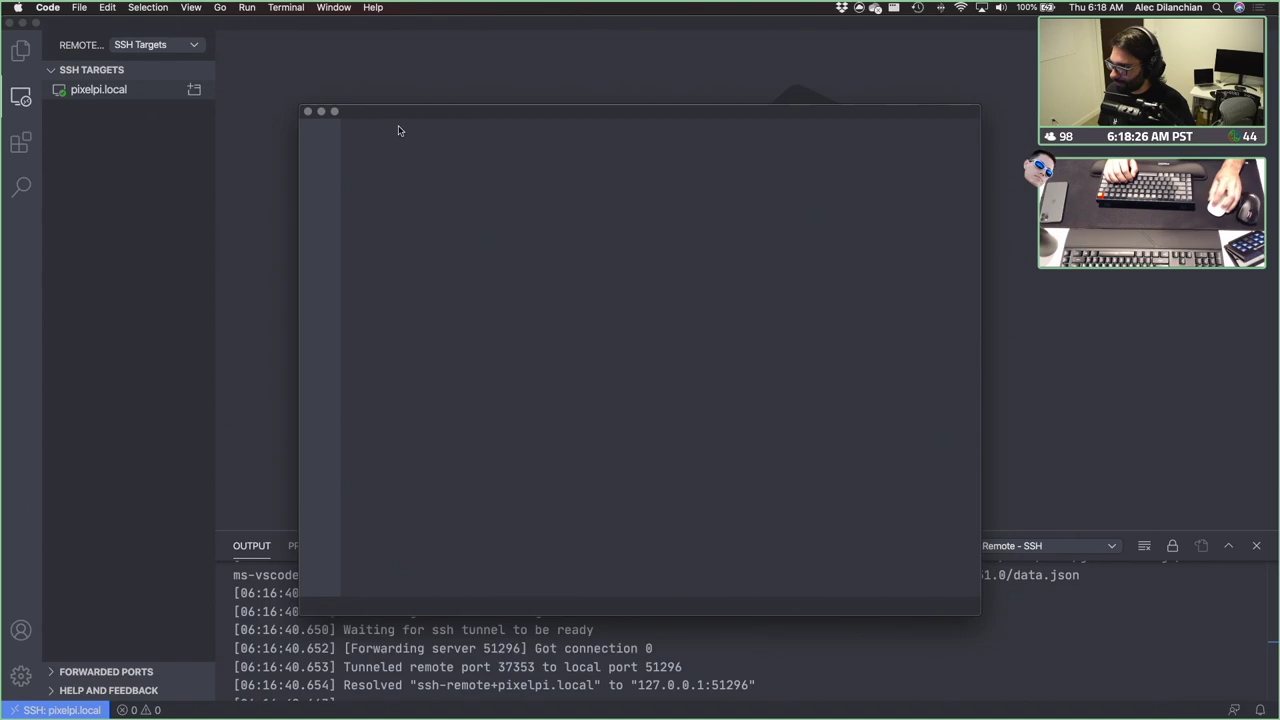 Code File Edit Selection View Go Run Terminal Window Help
100% Thu 6:18 AM Alec Dilanchian
REMOTE... SSH Targets
SSH TARGETS
pixelpi.local
98 6:18:26 AM PST 44
OUTPUT
Remote - SSH
ms-vscode
1.0/data.json
[06:16:40
[06:16:40
[06:16:40.650] Waiting for ssh tunnel to be ready
[06:16:40.652] [Forwarding server 51296] Got connection 0
[06:16:40.653] Tunneled remote port 37353 to local port 51296
[06:16:40.654] Resolved "ssh-remote+pixelpi.local" to "127.0.0.1:51296"
FORWARDED PORTS
HELP AND FEEDBACK
SSH: pixelpi.local 0 0